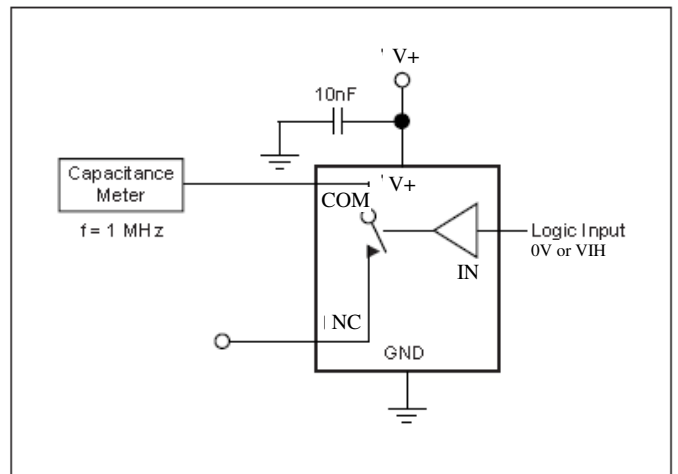 V+
10nF
Capacitance
Meter
f = 1 MHz
V+
COM
IN
Logic Input
0V or VIH
NC
GND